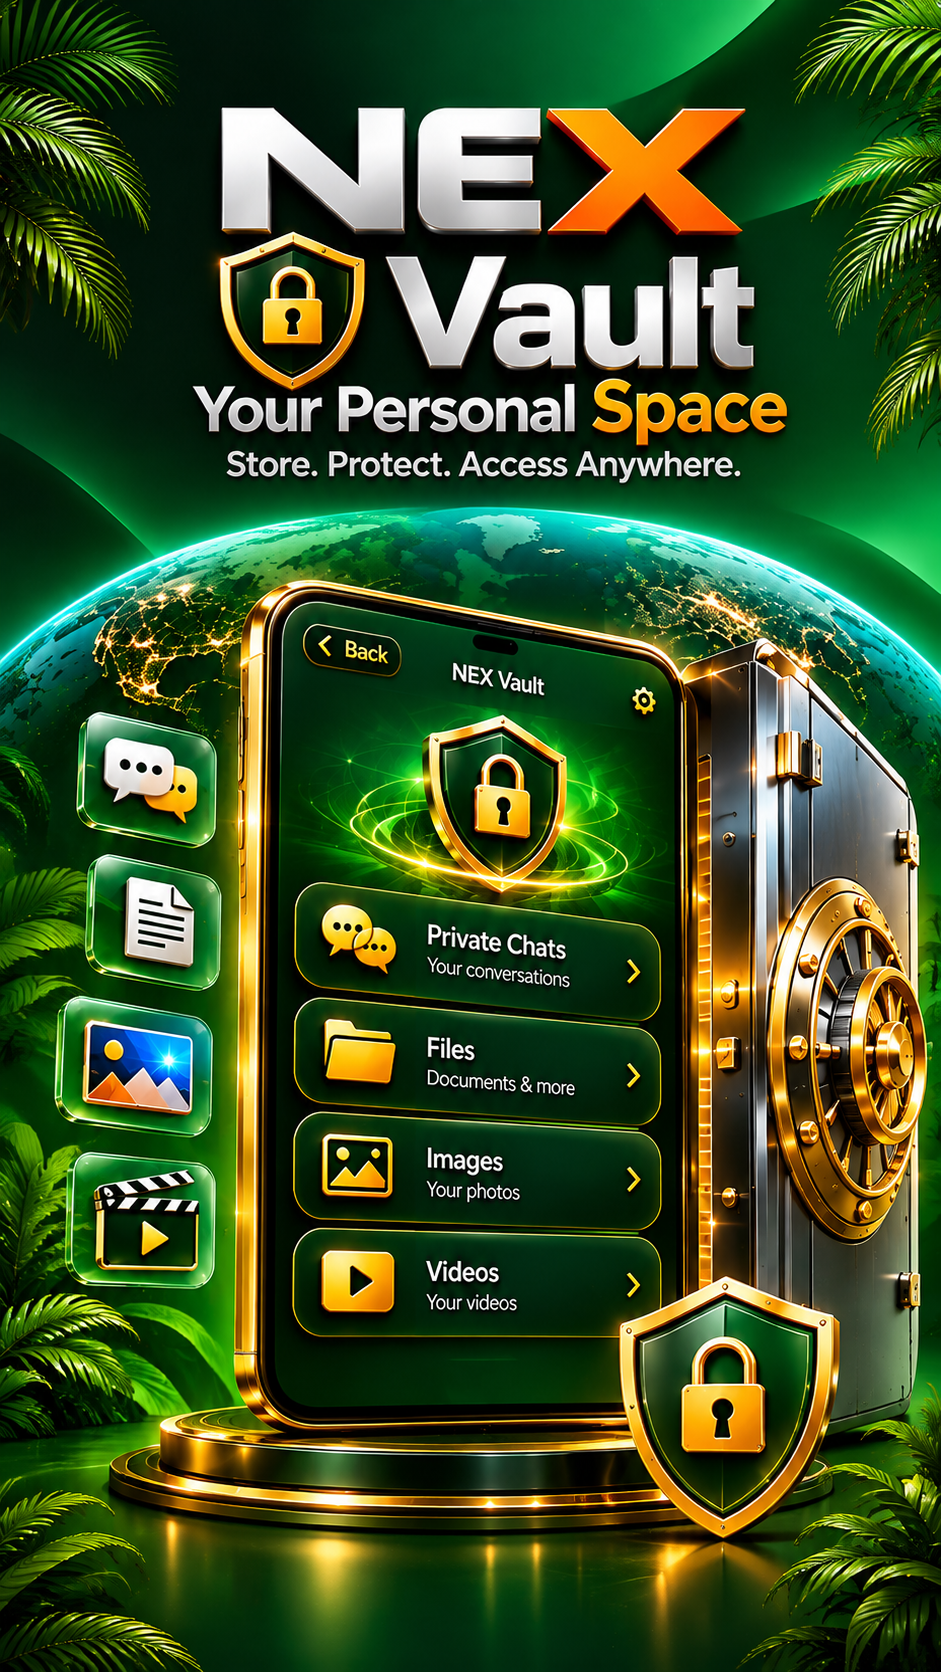 NEX
Vault
Your Personal Space
Store. Protect. Access Anywhere.
Back
NEX Vault
Private Chats
Your conversations
Files
Documents & more
Images
Your photos
Videos
Your videos